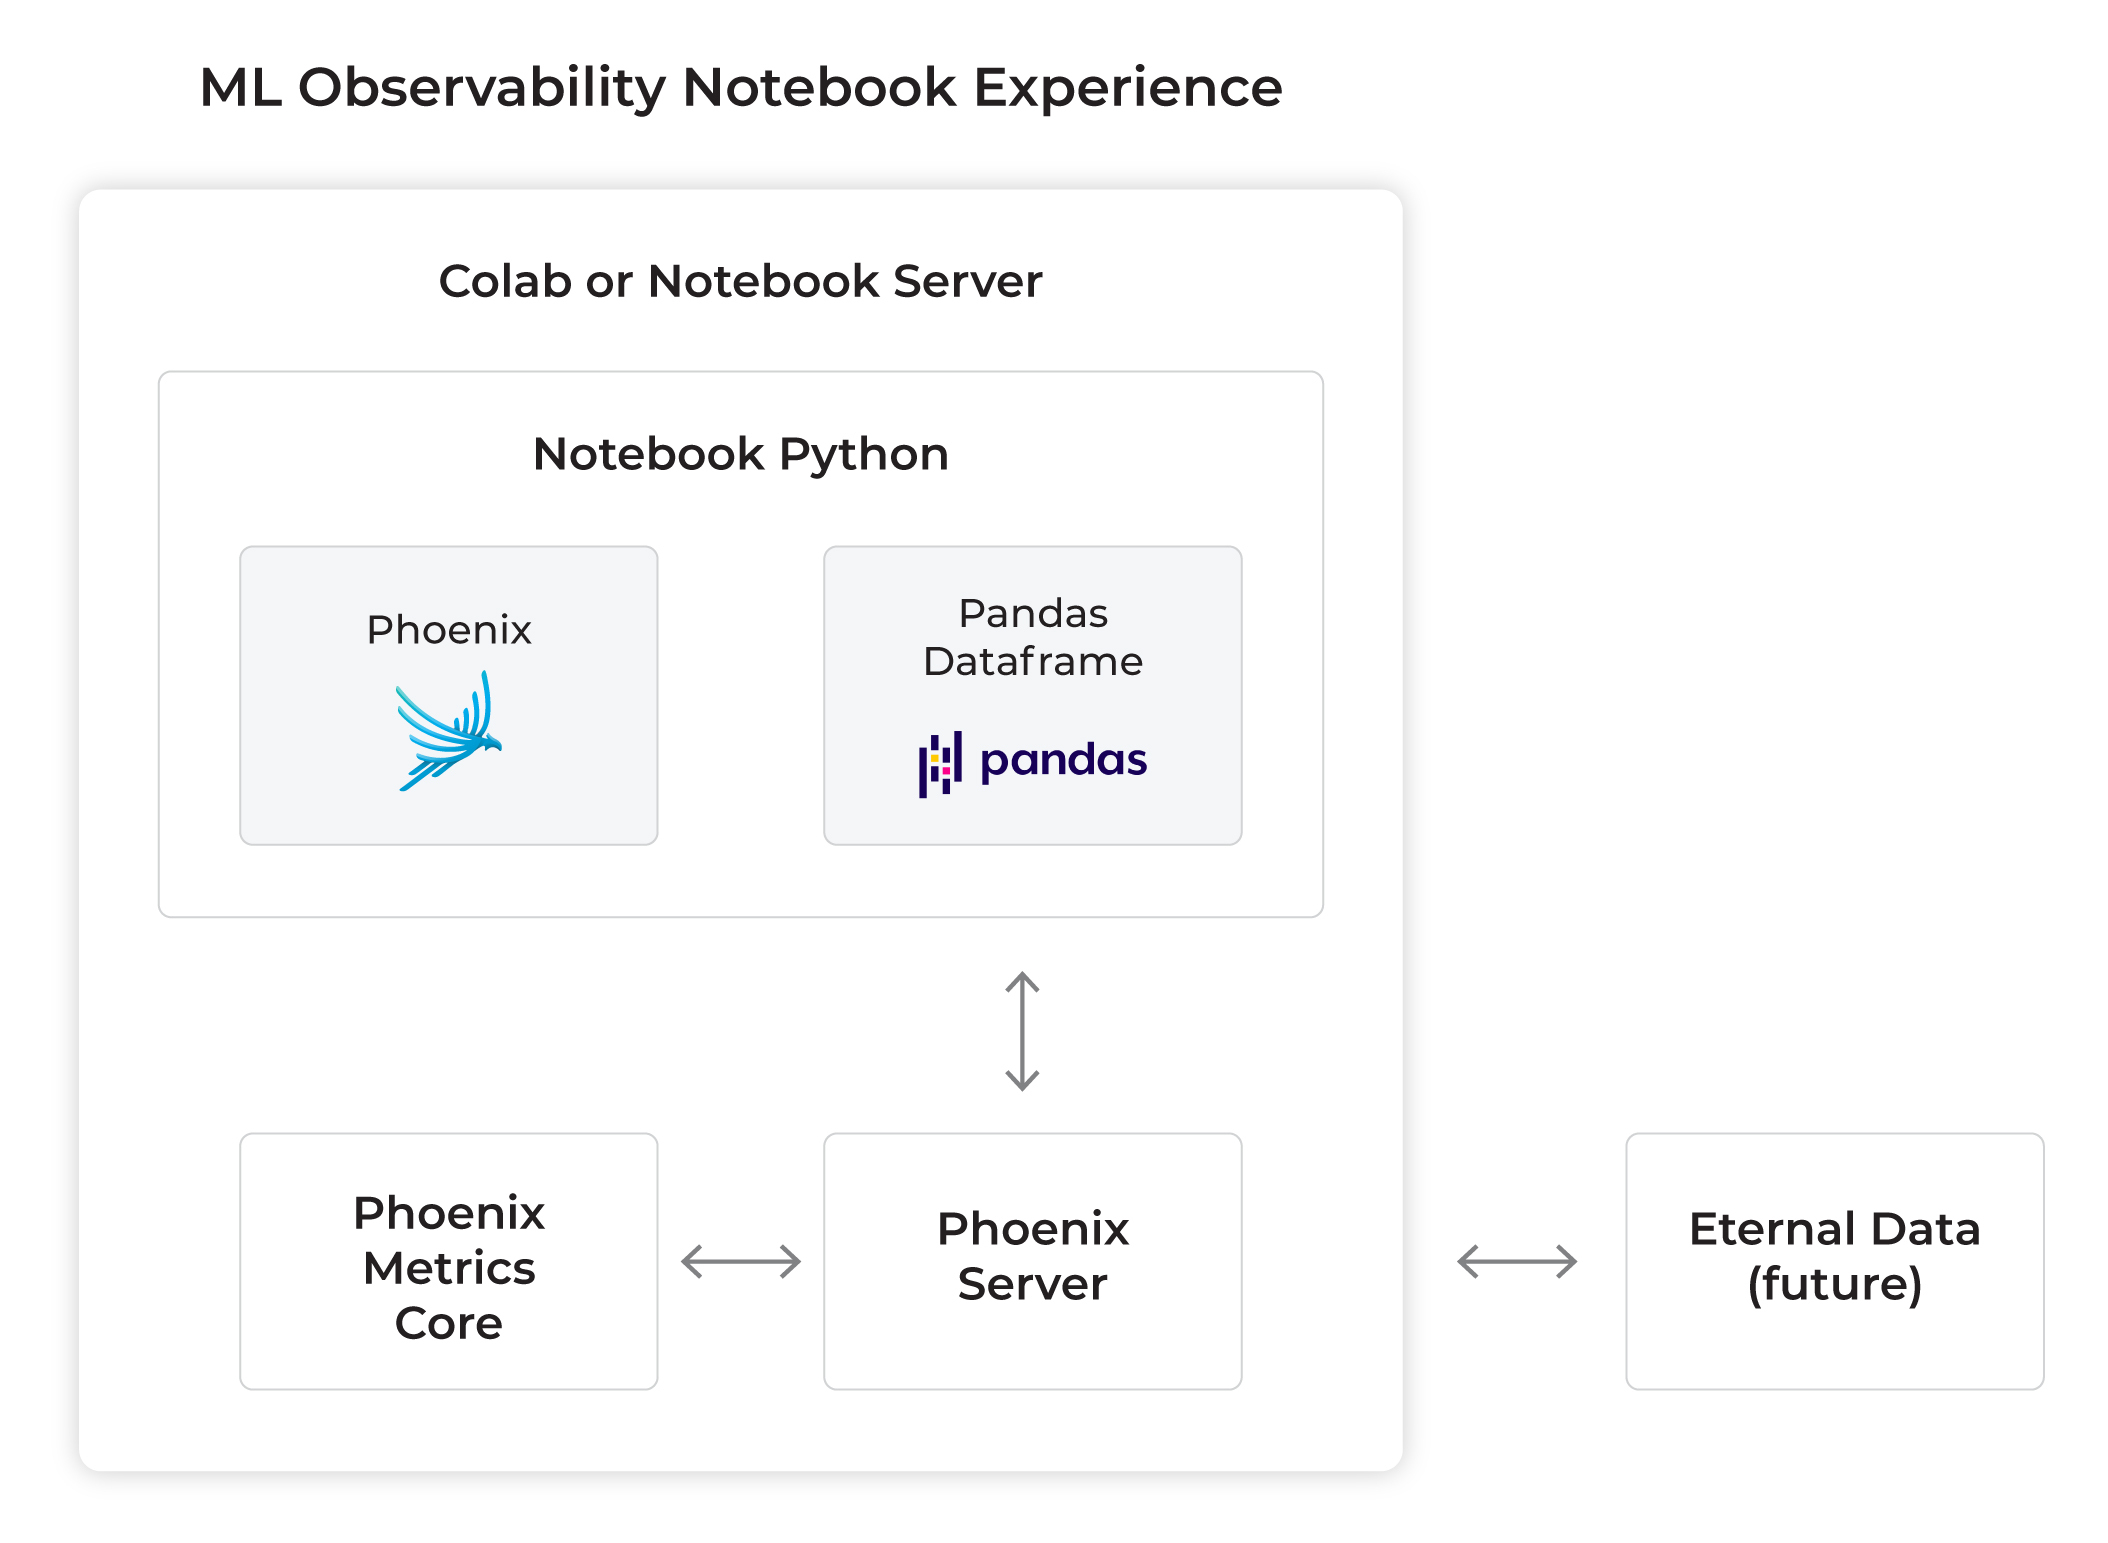 ML Observability Notebook Experience
Colab or Notebook Server
Notebook Python
Phoenix
Pandas
Dataframe
pandas
Phoenix
Metrics
Core
Phoenix
Server
Eternal Data
(future)